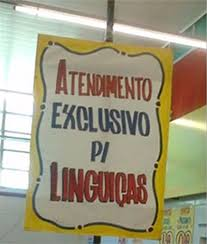 ATENDIMENTO
EXCLUSIVO
P/
LINGUIÇAS